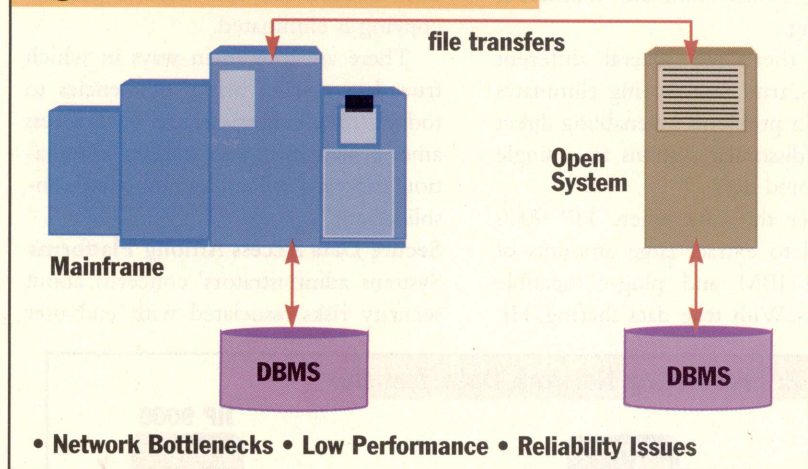 file transfers
Open
System
Mainframe
DBMS
DBMS
• Network Bottlenecks • Low Performance • Reliability Issues